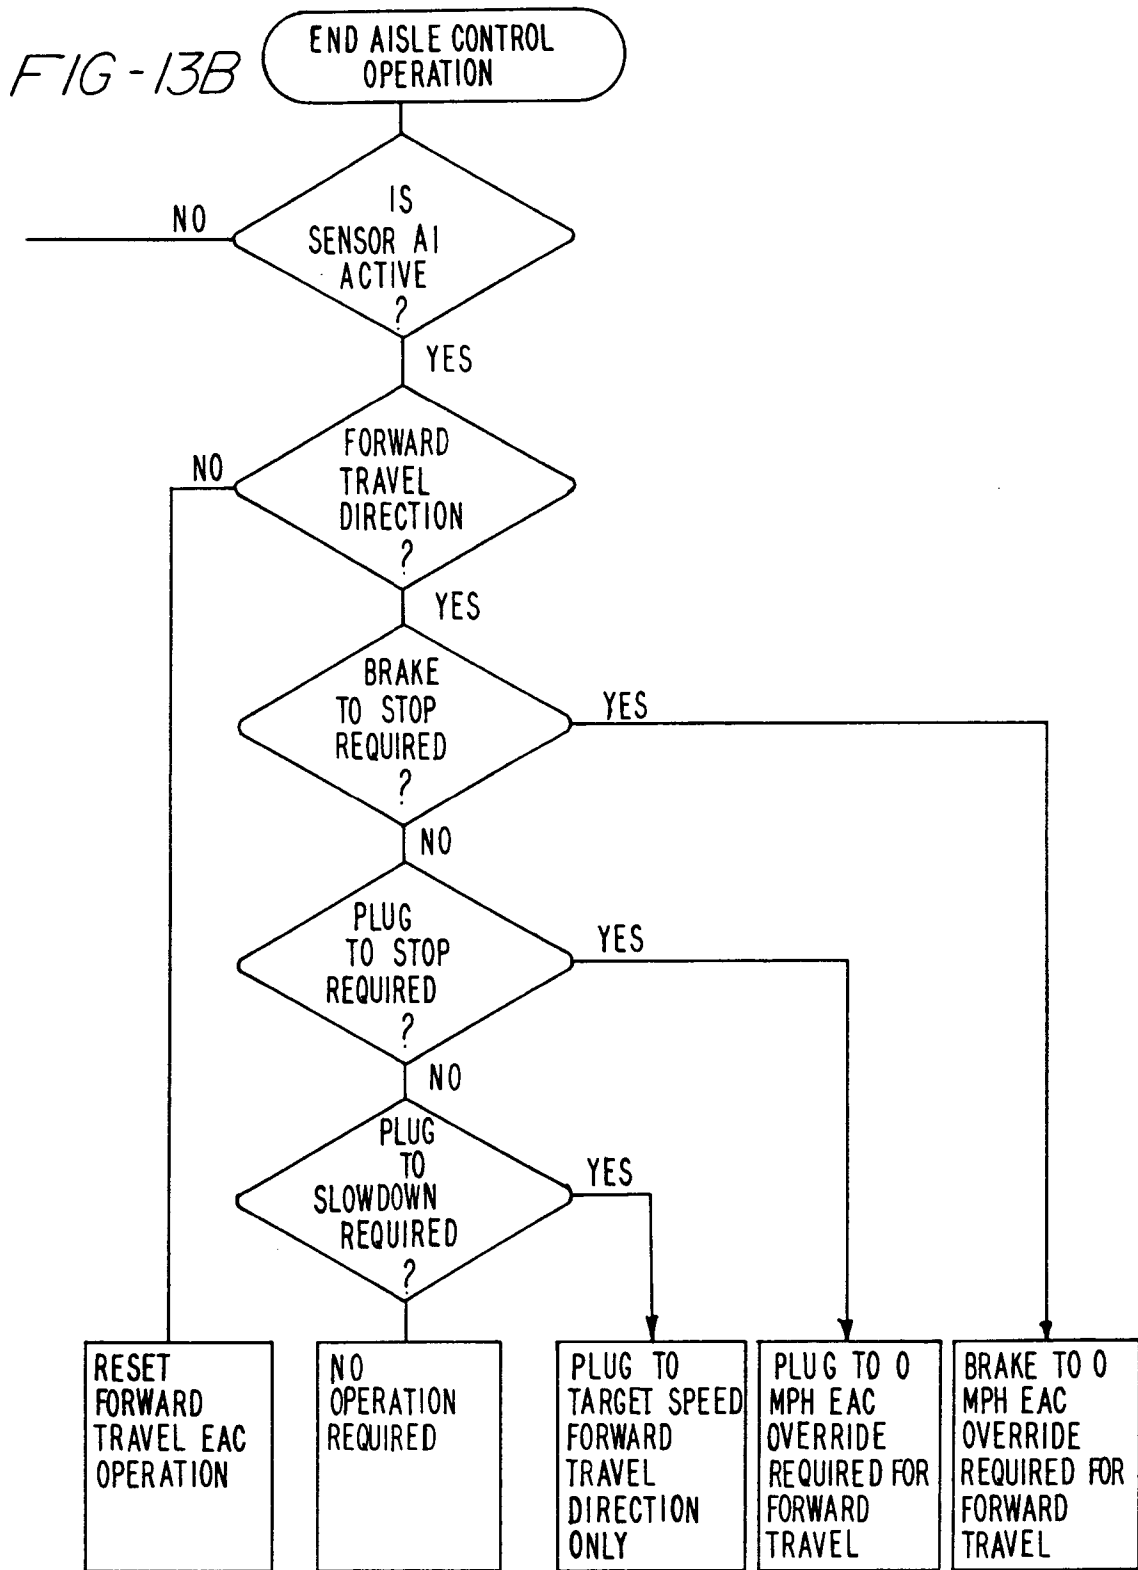 FIG-13B
END AISLE CONTROL
OPERATION
IS
SENSOR A1
ACTIVE
?
NO
YES
FORWARD
TRAVEL
DIRECTION
?
NO
YES
BRAKE
TO STOP
REQUIRED
?
YES
NO
PLUG
TO STOP
REQUIRED
?
YES
NO
PLUG
TO
SLOWDOWN
REQUIRED
?
YES
RESET
FORWARD
TRAVEL EAC
OPERATION
NO
OPERATION
REQUIRED
PLUG TO
TARGET SPEED
FORWARD
TRAVEL
DIRECTION
ONLY
PLUG TO 0
MPH EAC
OVERRIDE
REQUIRED FOR
FORWARD
TRAVEL
BRAKE TO 0
MPH EAC
OVERRIDE
REQUIRED FOR
FORWARD
TRAVEL